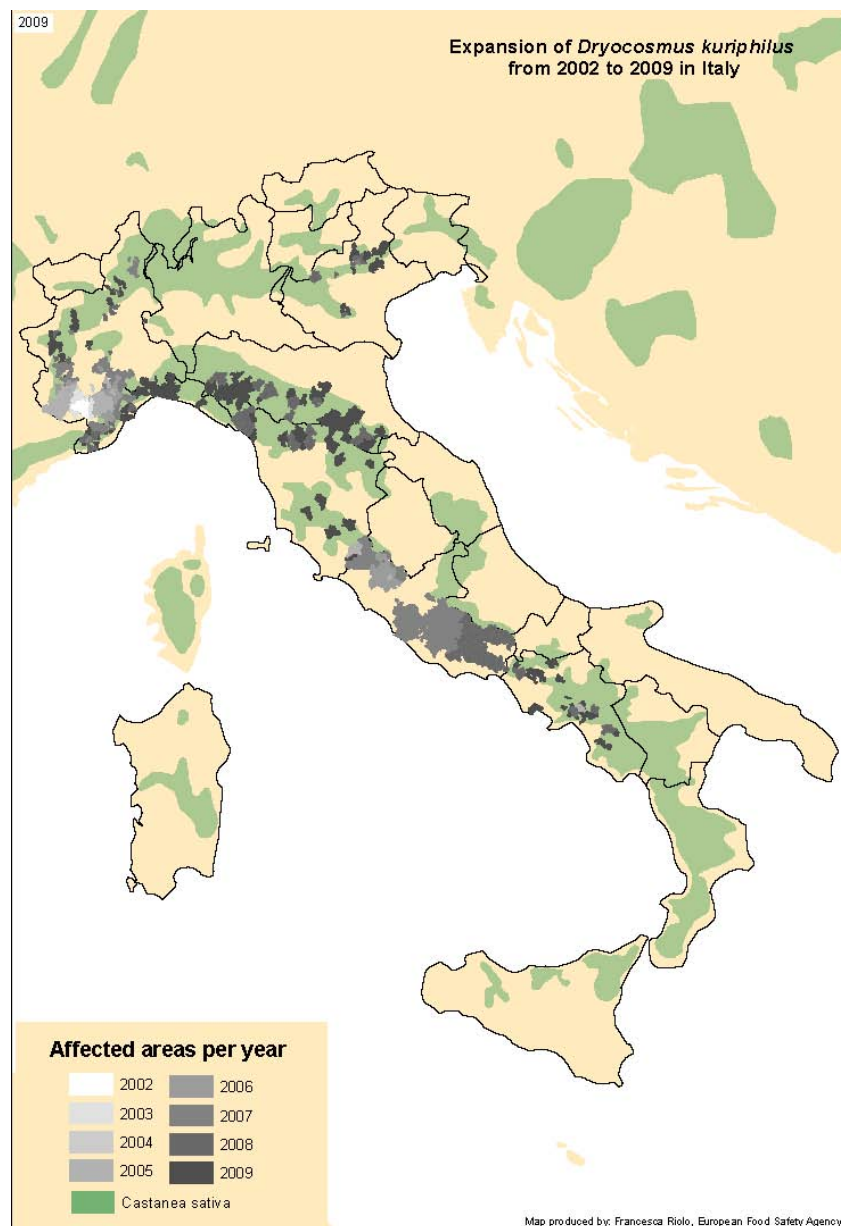 2009
Expansion of Dryocosmus kuriphilus
from 2002 to 2009 in Italy
Affected areas per year
2002
2003
2004
2005
2006
2007
2008
2009
Castanea sativa
Map produced by: Francesca Riolo, European Food Safety Agency